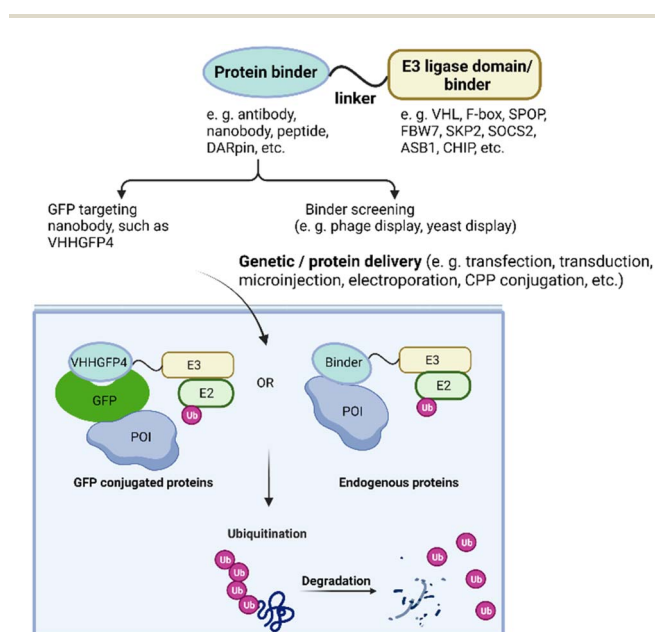 Protein binder
linker
E3 ligase domain/
binder
e. g. antibody,
nanobody, peptide,
DARpin, etc.
e. g. VHL, F-box, SPOP,
FBW7, SKP2, SOCS2,
ASB1, CHIP, etc.
GFP targeting
nanobody, such as
VHHGFP4
Binder screening
(e. g. phage display, yeast display)
Genetic / protein delivery (e. g. transfection, transduction,
microinjection, electroporation, CPP conjugation, etc.)
VHHGFP4
E3
E2
Ub
GFP
POI
GFP conjugated proteins
OR
Binder
E3
E2
Ub
POI
Endogenous proteins
Ubiquitination
Ub
Ub
Ub
Ub
Degradation
Ub
Ub
Ub
Ub